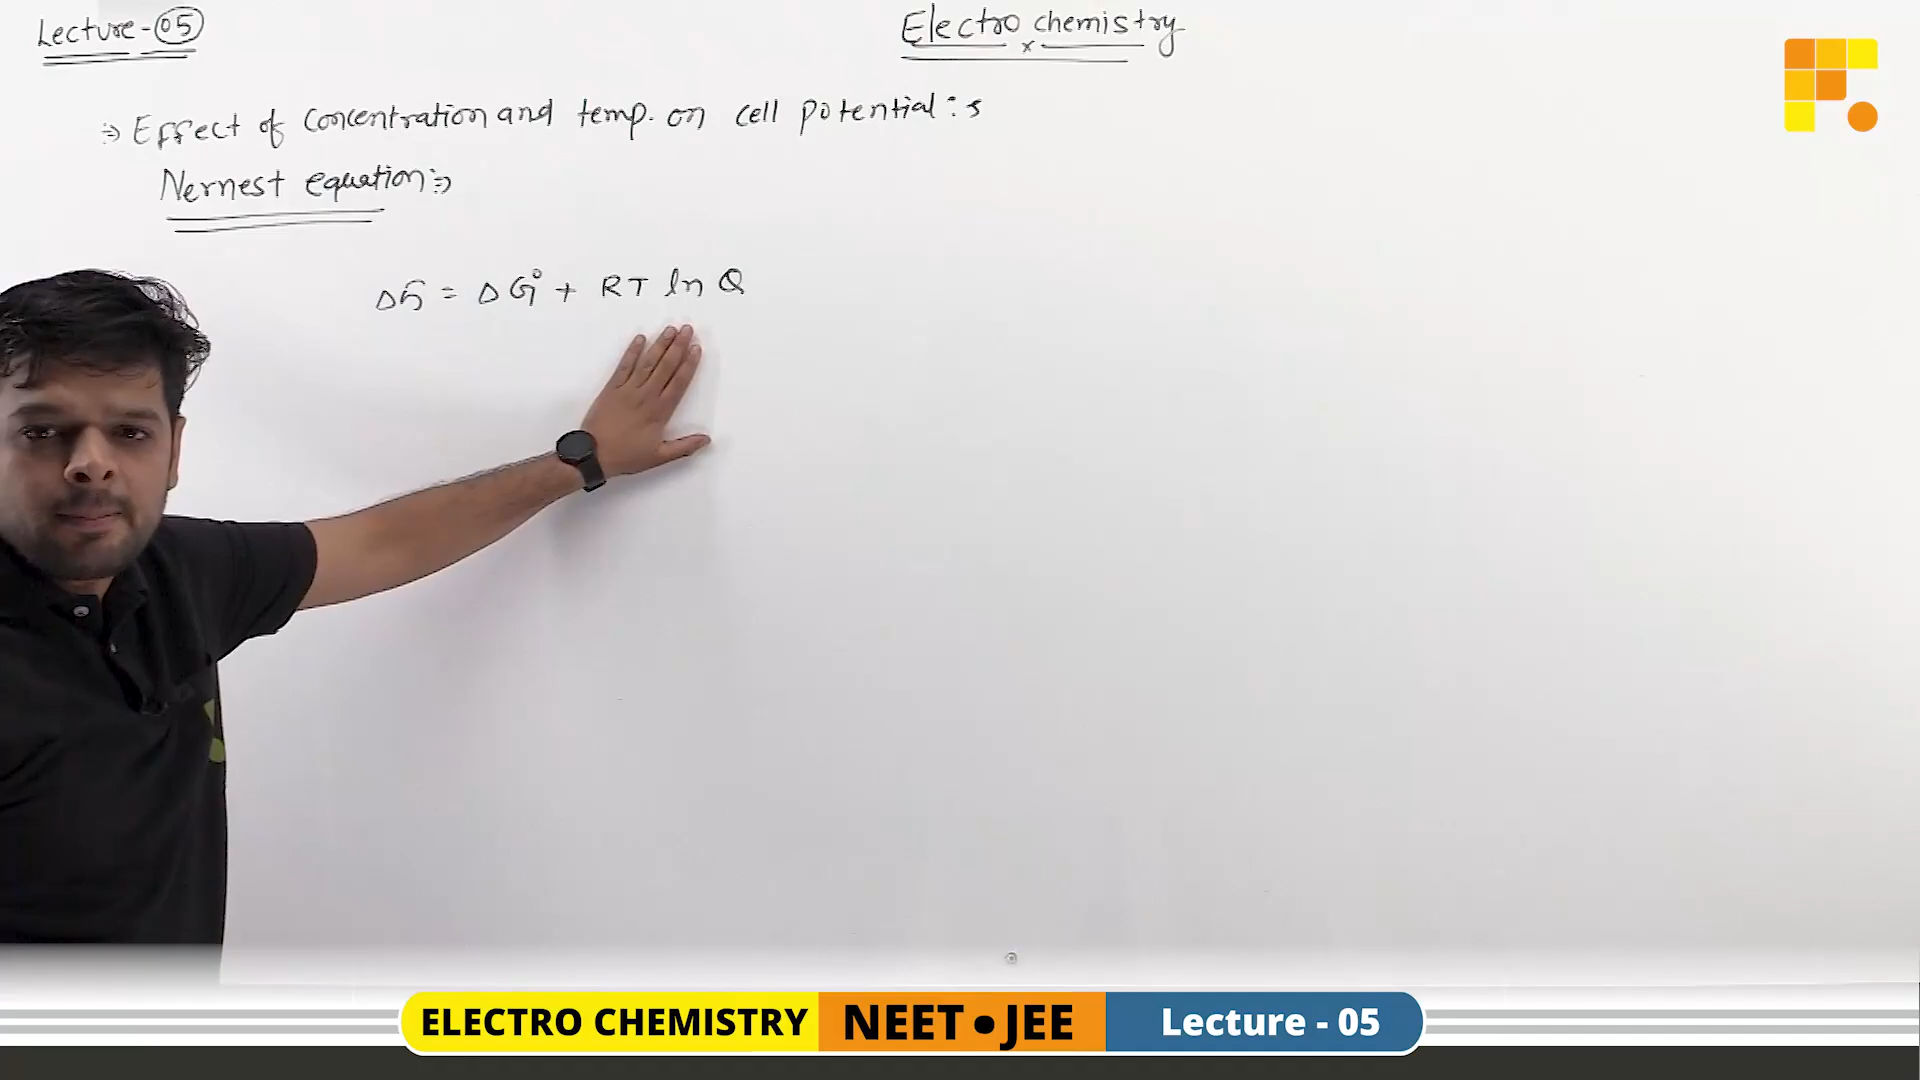 Lecture-05
Electro chemistry
⇒ Effect of concentration and temp. on cell potential :⇒
Nernest equation :⇒
ΔG = ΔG° + RT ln Q
ELECTRO CHEMISTRY NEET • JEE Lecture - 05